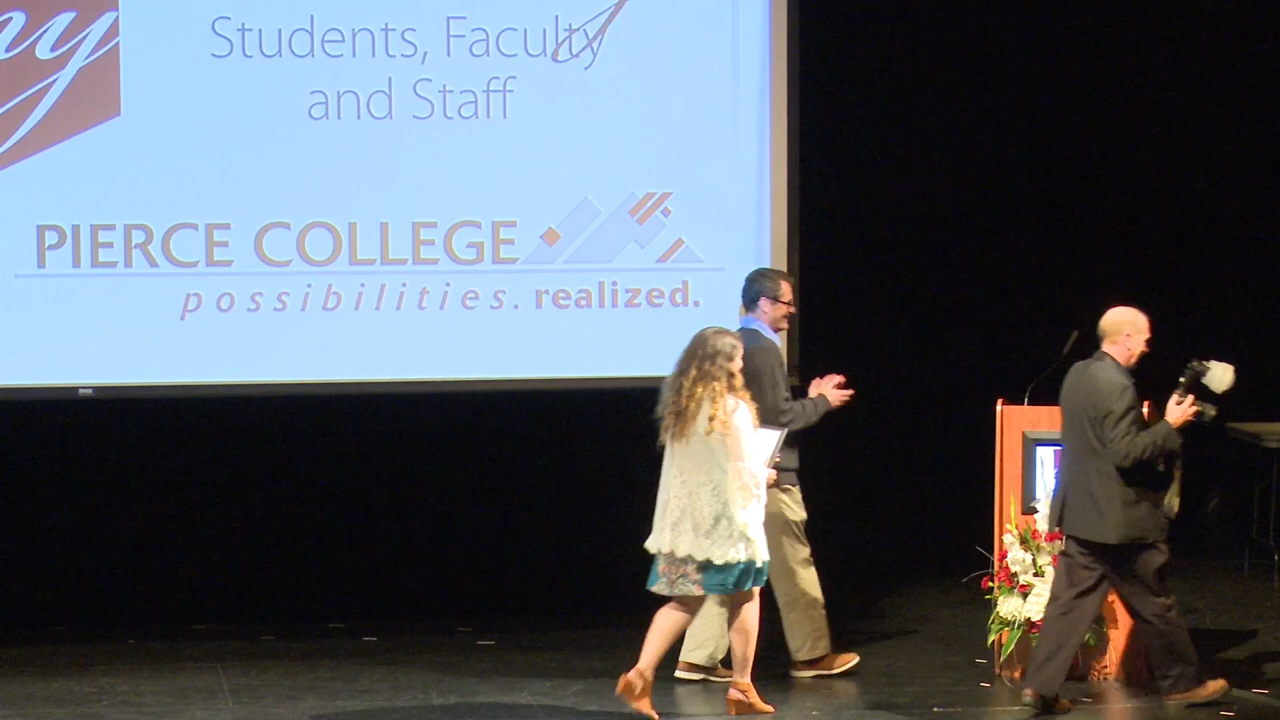 Students, Faculty
and Staff
PIERCE COLLEGE
possibilities. realized.